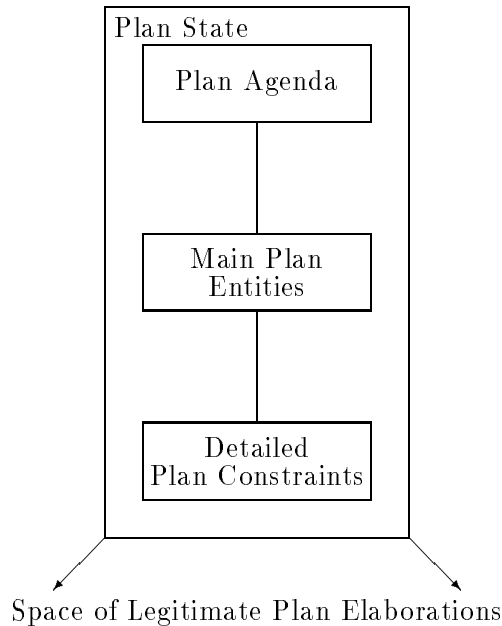 Plan State
Plan Agenda
Main Plan
Entities
Detailed
Plan Constraints
Space of Legitimate Plan Elaborations